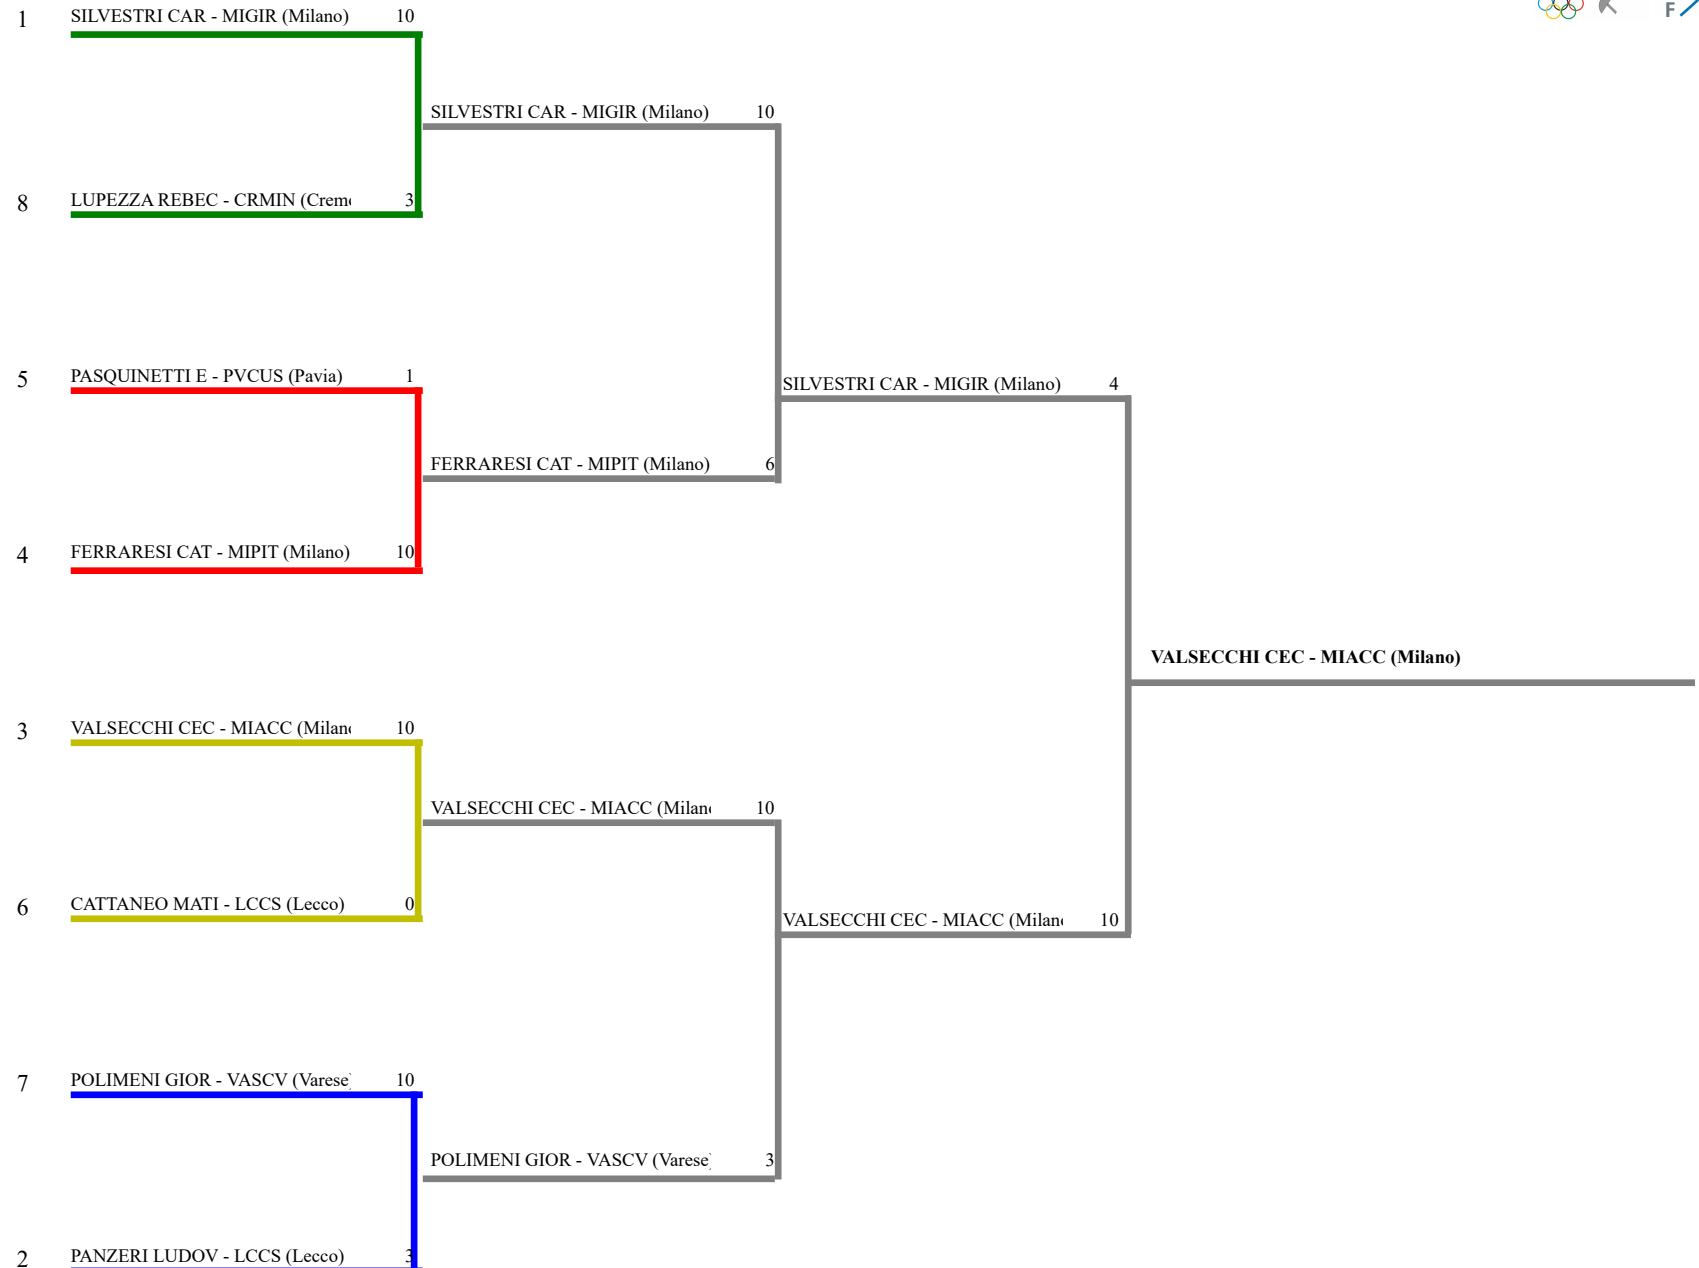 1 SILVESTRI CAR - MIGIR (Milano) 10
SILVESTRI CAR - MIGIR (Milano) 10
8 LUPEZZA REBEC - CRMIN (Crem 3
5 PASQUINETTI E - PVCUS (Pavia) 1
SILVESTRI CAR - MIGIR (Milano) 4
FERRARESI CAT - MIPIT (Milano) 6
4 FERRARESI CAT - MIPIT (Milano) 10
VALSECCHI CEC - MIACC (Milano)
3 VALSECCHI CEC - MIACC (Milan 10
VALSECCHI CEC - MIACC (Milan 10
6 CATTANEO MATI - LCCS (Lecco) 0
VALSECCHI CEC - MIACC (Milan 10
7 POLIMENI GIOR - VASCV (Varese 10
POLIMENI GIOR - VASCV (Varese 3
2 PANZERI LUDOV - LCCS (Lecco) 3
F